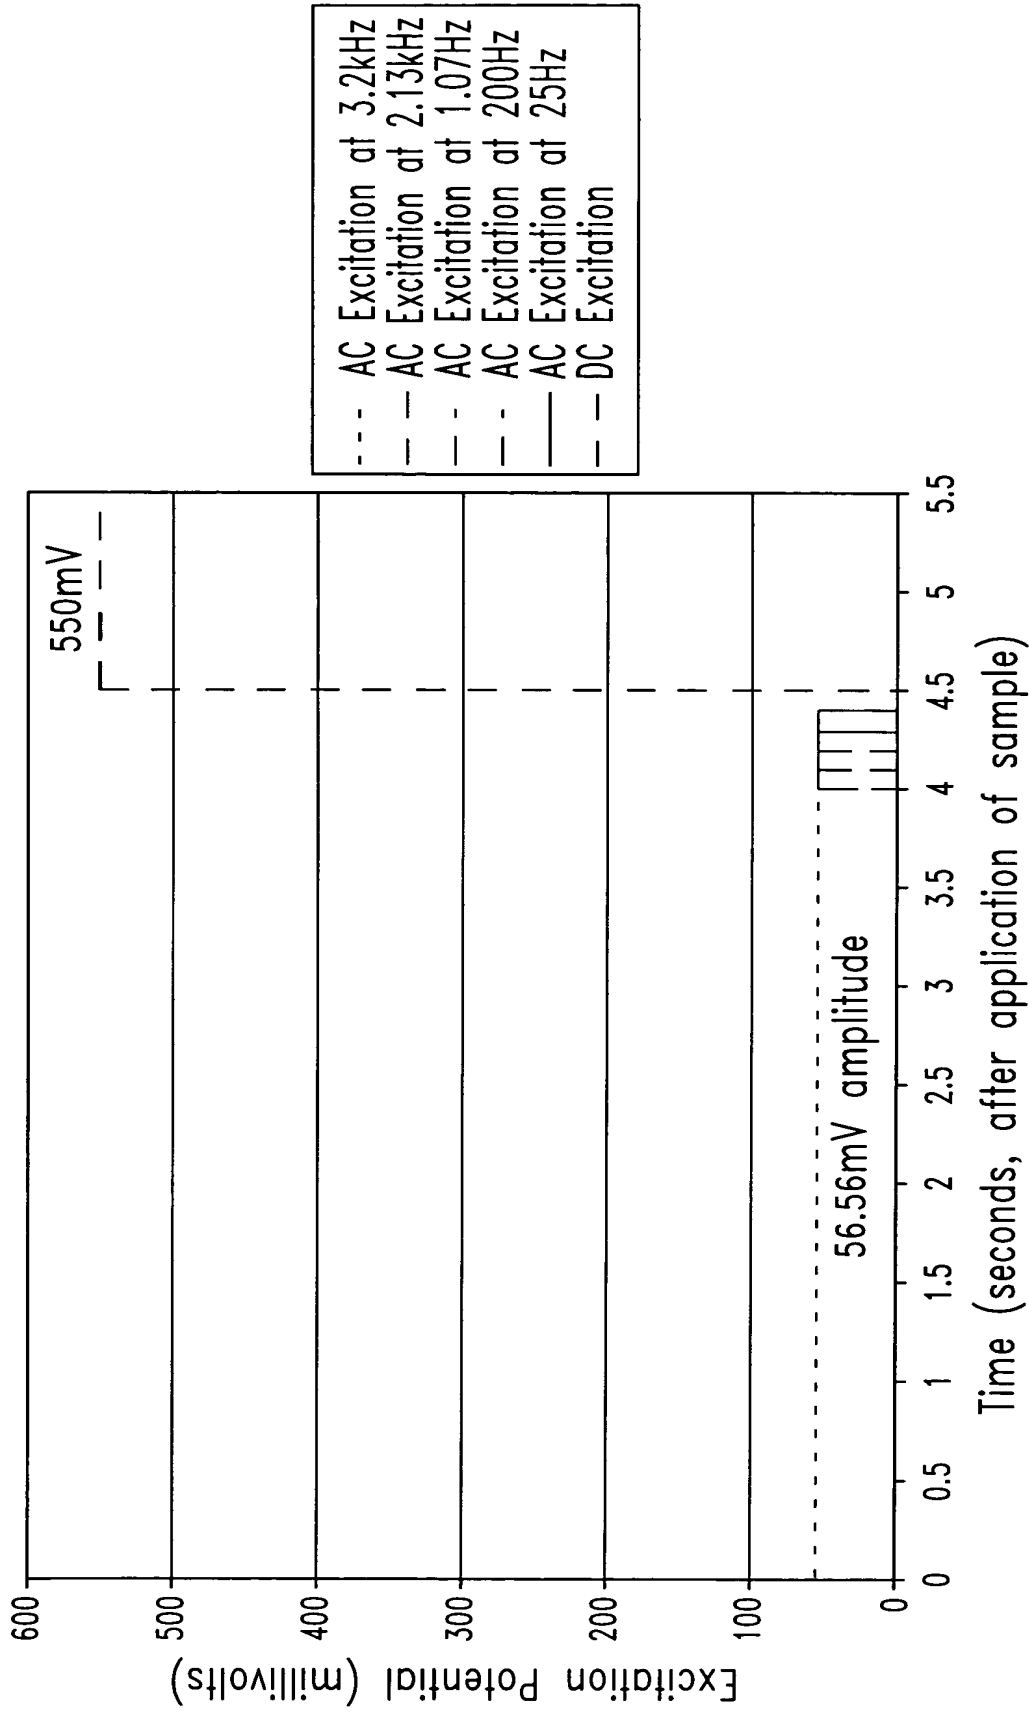 AC Excitation at 3.2kHz
AC Excitation at 2.13kHz
AC Excitation at 1.07Hz
AC Excitation at 200Hz
AC Excitation at 25Hz
DC Excitation
550mV
56.56mV amplitude
600
500
400
300
200
100
0
Excitation Potential (millivolts)
0 0.5 1 1.5 2 2.5 3 3.5 4 4.5 5 5.5
Time (seconds, after application of sample)